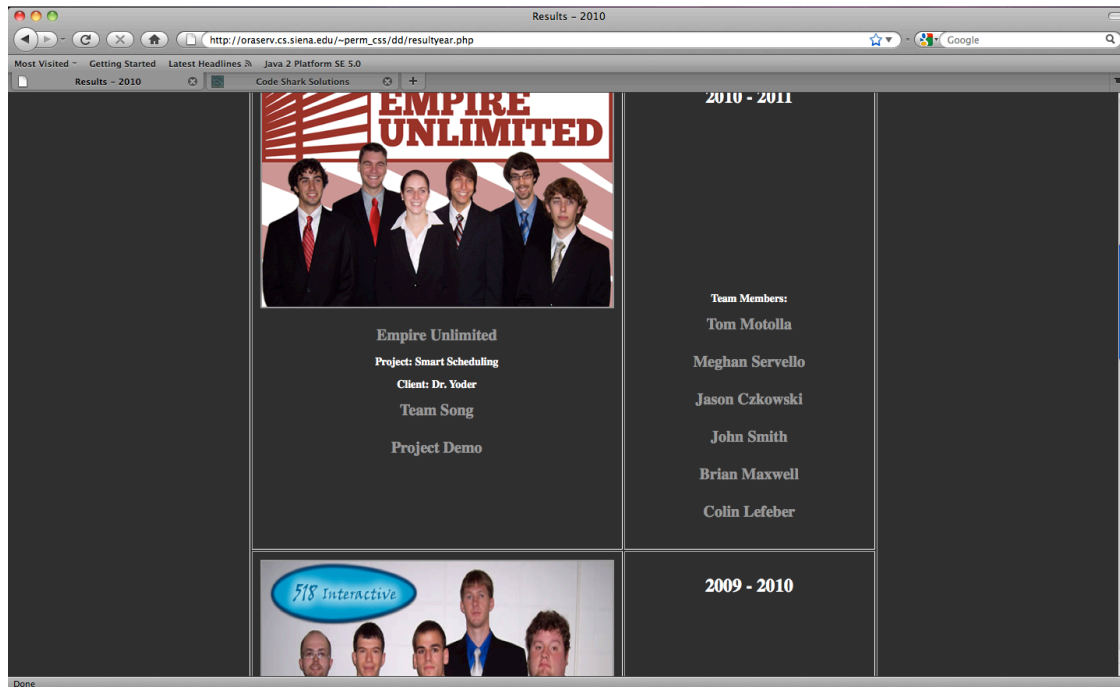 Results - 2010
http://oraserv.cs.siena.edu/~perm_css/dd/resultyear.php
Google
Most Visited Getting Started Latest Headlines Java 2 Platform SE 5.0
Results - 2010
Code Shark Solutions
EMPIRE
UNLIMITED
Empire Unlimited
Project: Smart Scheduling
Client: Dr. Yoder
Team Song
Project Demo
2010 - 2011
Team Members:
Tom Motolla
Meghan Servello
Jason Czkowski
John Smith
Brian Maxwell
Colin Lefeber
518 Interactive
2009 - 2010
Done